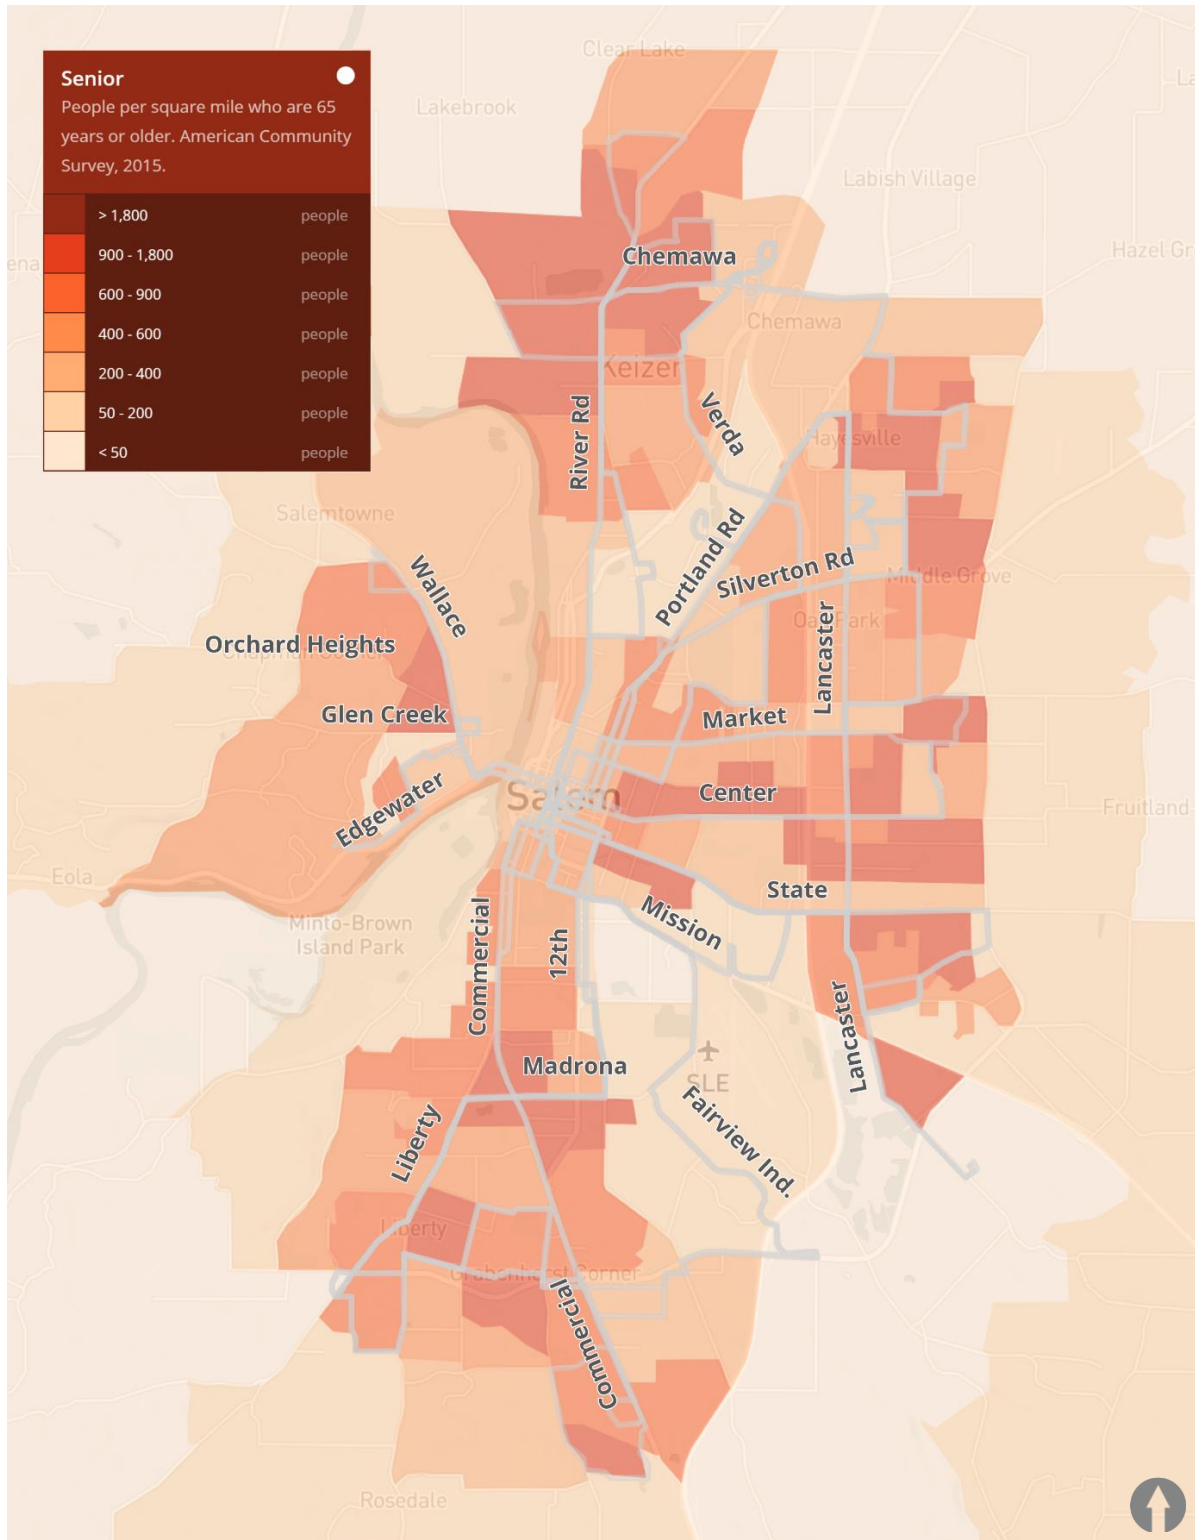 Senior
People per square mile who are 65
years or older. American Community
Survey, 2015.
> 1,800 people
900 - 1,800 people
600 - 900 people
400 - 600 people
200 - 400 people
50 - 200 people
< 50 people
Clear Lake
Lakebrook
Labish Village
Hazel Gr
Chemawa
Chemawa
Keizer
River Rd
Verda
Hayesville
Salemtowne
Portland Rd
Silverton Rd
Middle Grove
Wallace
Orchard Heights
Lancaster
Glen Creek
Market
Salem
Center
Edgewater
Fruitland
Eola
State
Minto-Brown
Island Park
Commercial
12th
Mission
Lancaster
Madrona
SLE
Fairview Ind.
Liberty
Liberty
Grabenhorst Corner
Commercial
Rosedale